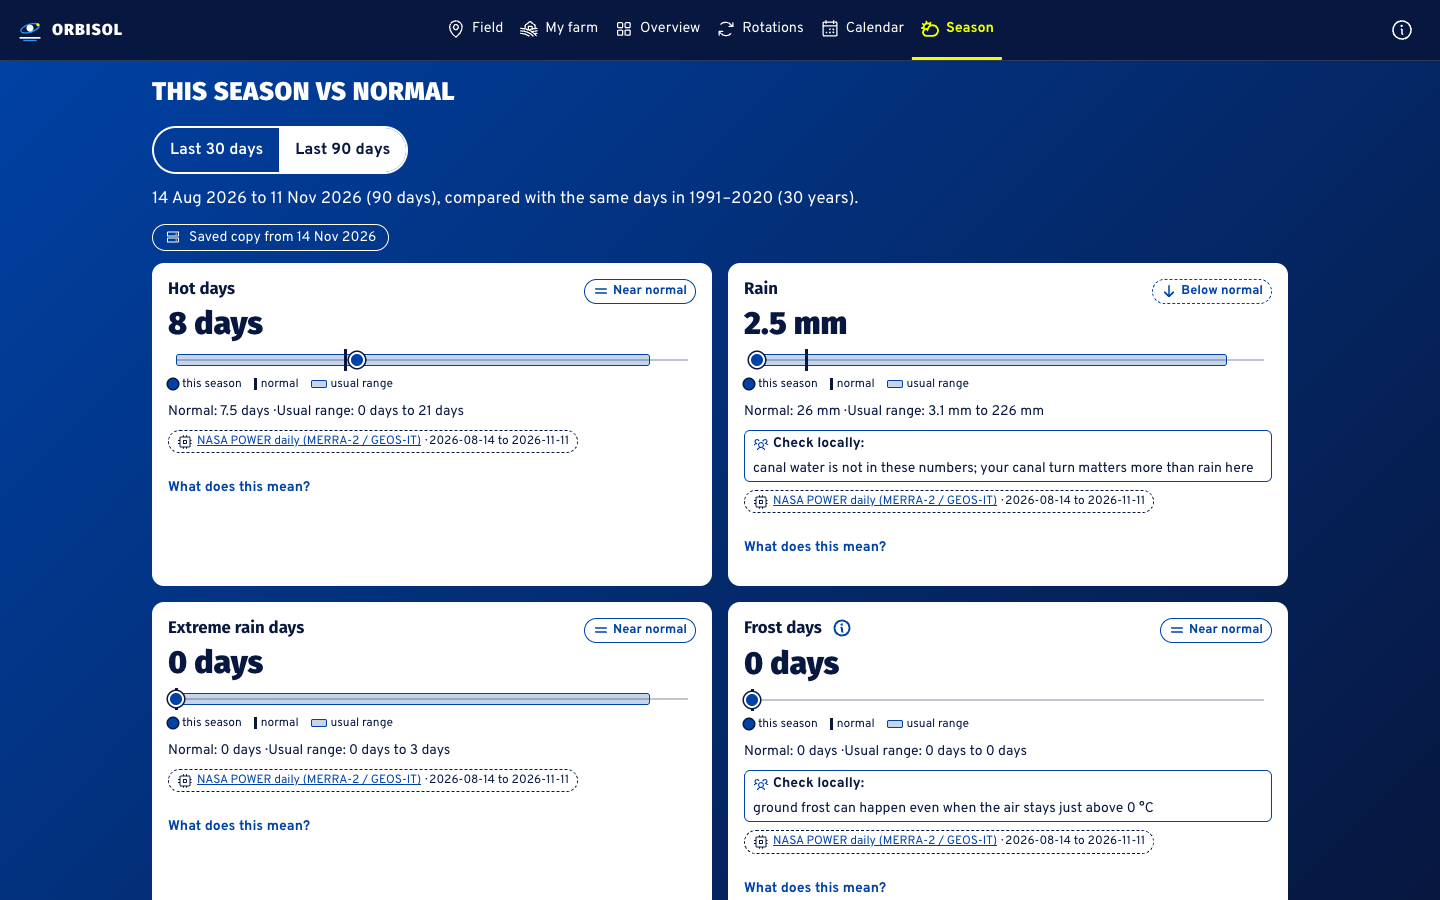 ORBISOL
Field
My farm
Overview
Rotations
Calendar
Season
THIS SEASON VS NORMAL
Last 30 days
Last 90 days
14 Aug 2026 to 11 Nov 2026 (90 days), compared with the same days in 1991–2020 (30 years).
Saved copy from 14 Nov 2026
Hot days
Near normal
8 days
this season normal usual range
Normal: 7.5 days ·Usual range: 0 days to 21 days
NASA POWER daily (MERRA-2 / GEOS-IT) ·2026-08-14 to 2026-11-11
What does this mean?
Rain
Below normal
2.5 mm
this season normal usual range
Normal: 26 mm ·Usual range: 3.1 mm to 226 mm
Check locally:
canal water is not in these numbers; your canal turn matters more than rain here
NASA POWER daily (MERRA-2 / GEOS-IT) ·2026-08-14 to 2026-11-11
What does this mean?
Extreme rain days
Near normal
0 days
this season normal usual range
Normal: 0 days ·Usual range: 0 days to 3 days
NASA POWER daily (MERRA-2 / GEOS-IT) ·2026-08-14 to 2026-11-11
What does this mean?
Frost days
Near normal
0 days
this season normal usual range
Normal: 0 days ·Usual range: 0 days to 0 days
Check locally:
ground frost can happen even when the air stays just above 0 °C
NASA POWER daily (MERRA-2 / GEOS-IT) ·2026-08-14 to 2026-11-11
What does this mean?